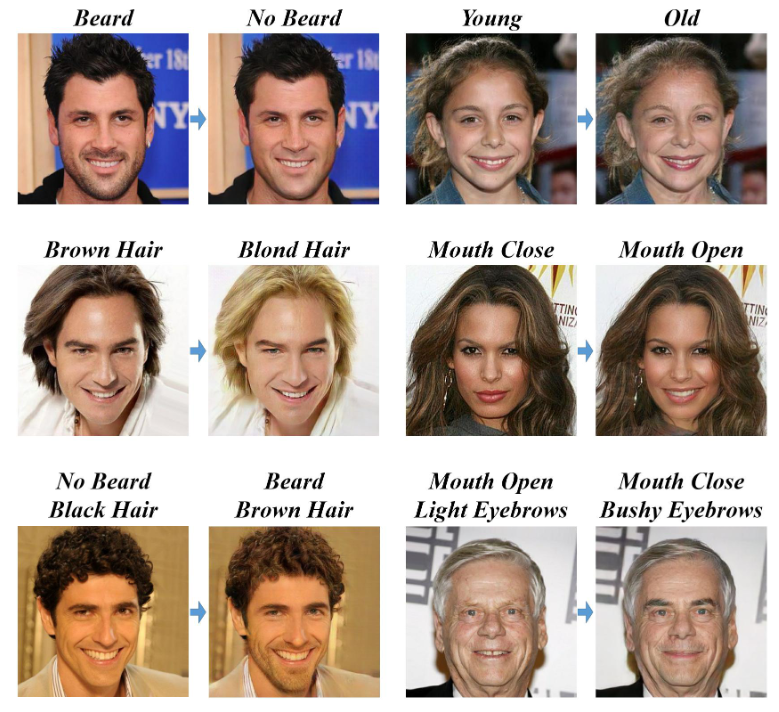 Beard
No Beard
Young
Old
Brown Hair
Blond Hair
Mouth Close
Mouth Open
No Beard
Black Hair
Beard
Brown Hair
Mouth Open
Light Eyebrows
Mouth Close
Bushy Eyebrows